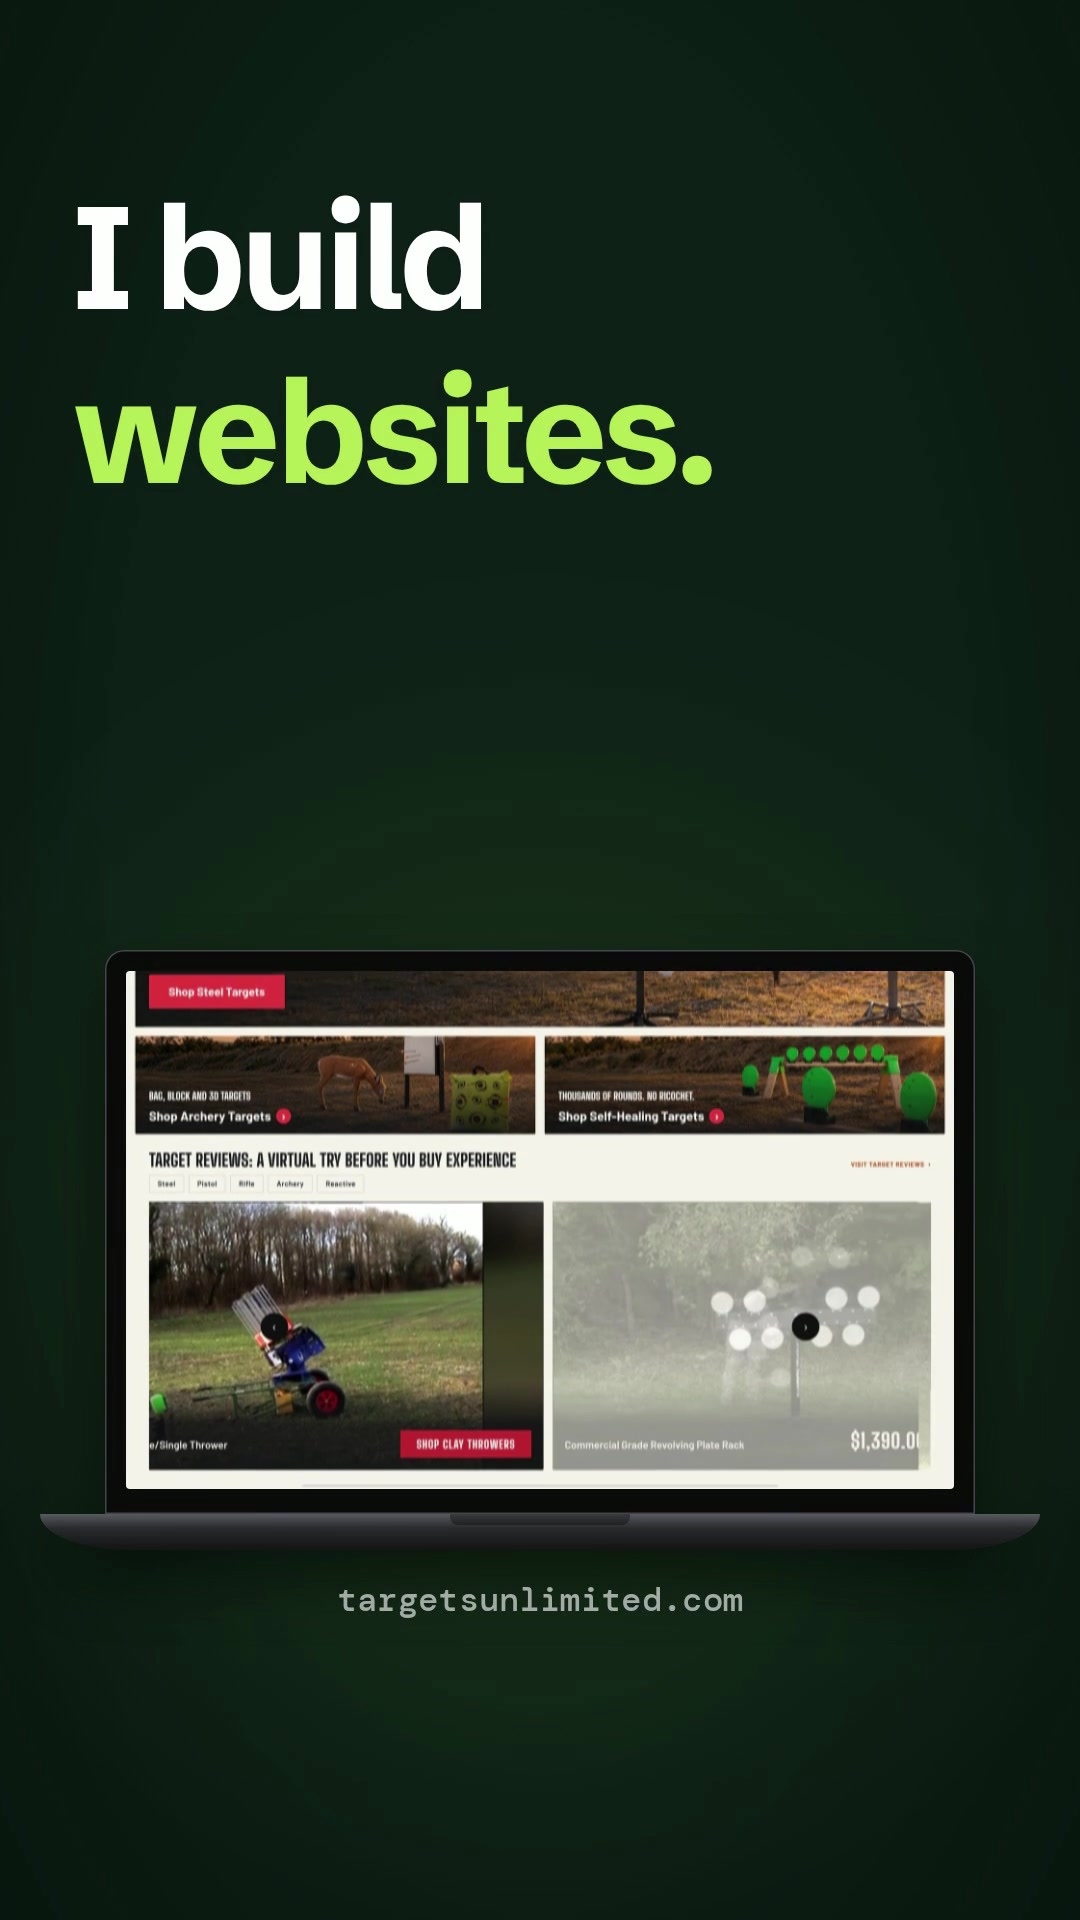 I build
websites.
Shop Steel Targets
BAG, BLOCK AND 3D TARGETS
Shop Archery Targets
THOUSANDS OF ROUNDS. NO RICOCHET.
Shop Self-Healing Targets
TARGET REVIEWS: A VIRTUAL TRY BEFORE YOU BUY EXPERIENCE
VISIT TARGET REVIEWS
Steel Pistol Rifle Archery Reactive
e/Single Thrower
SHOP CLAY THROWERS
Commercial Grade Revolving Plate Rack
$1,390.00
targetsunlimited.com